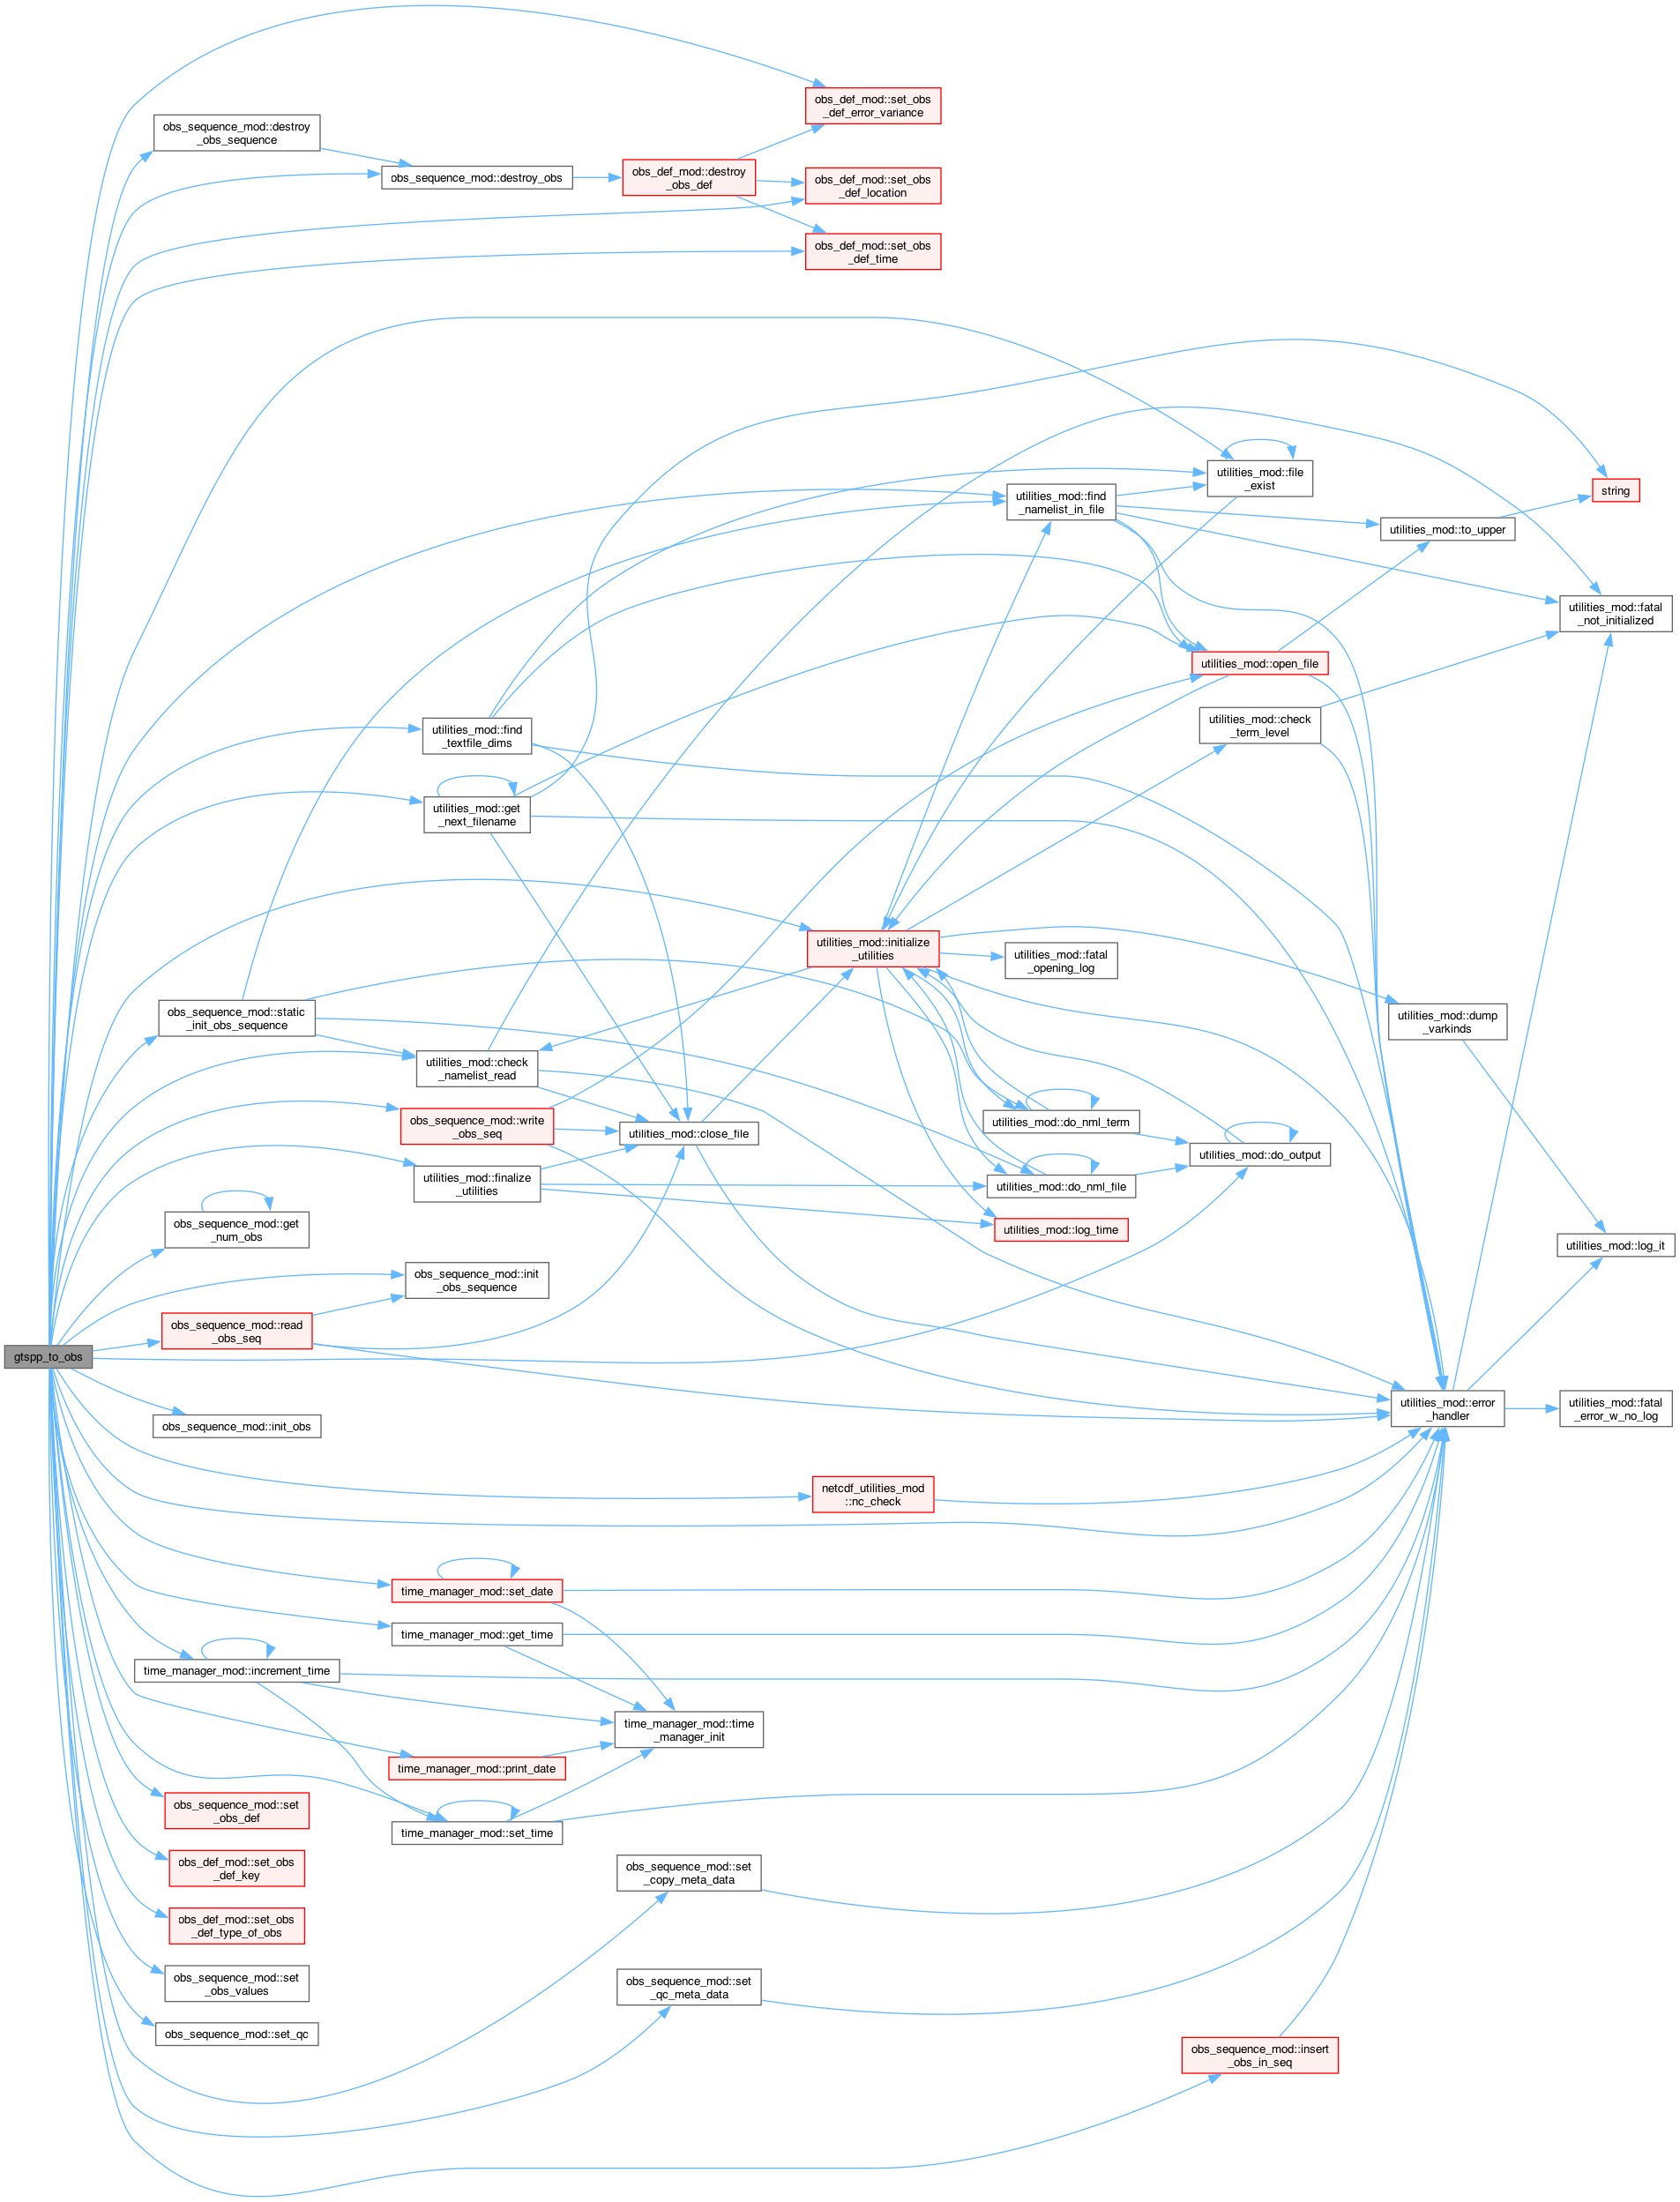 obs_def_mod::set_obs
_def_error_variance
obs_sequence_mod::destroy
_obs_sequence
obs_sequence_mod::destroy_obs
obs_def_mod::destroy
_obs_def
obs_def_mod::set_obs
_def_location
obs_def_mod::set_obs
_def_time
utilities_mod::file
_exist
utilities_mod::find
_namelist_in_file
string
utilities_mod::to_upper
utilities_mod::fatal
_not_initialized
utilities_mod::open_file
utilities_mod::find
_textfile_dims
utilities_mod::check
_term_level
utilities_mod::get
_next_filename
utilities_mod::initialize
_utilities
utilities_mod::fatal
_opening_log
obs_sequence_mod::static
_init_obs_sequence
utilities_mod::dump
_varkinds
utilities_mod::check
_namelist_read
obs_sequence_mod::write
_obs_seq
utilities_mod::close_file
utilities_mod::do_nml_term
utilities_mod::do_output
utilities_mod::finalize
_utilities
utilities_mod::do_nml_file
obs_sequence_mod::get
_num_obs
utilities_mod::log_time
utilities_mod::log_it
obs_sequence_mod::init
_obs_sequence
obs_sequence_mod::read
_obs_seq
gtspp_to_obs
obs_sequence_mod::init_obs
utilities_mod::error
_handler
utilities_mod::fatal
_error_w_no_log
netcdf_utilities_mod
::nc_check
time_manager_mod::set_date
time_manager_mod::get_time
time_manager_mod::increment_time
time_manager_mod::time
_manager_init
time_manager_mod::print_date
obs_sequence_mod::set
_obs_def
time_manager_mod::set_time
obs_def_mod::set_obs
_def_key
obs_sequence_mod::set
_copy_meta_data
obs_def_mod::set_obs
_def_type_of_obs
obs_sequence_mod::set
_obs_values
obs_sequence_mod::set
_qc_meta_data
obs_sequence_mod::set_qc
obs_sequence_mod::insert
_obs_in_seq